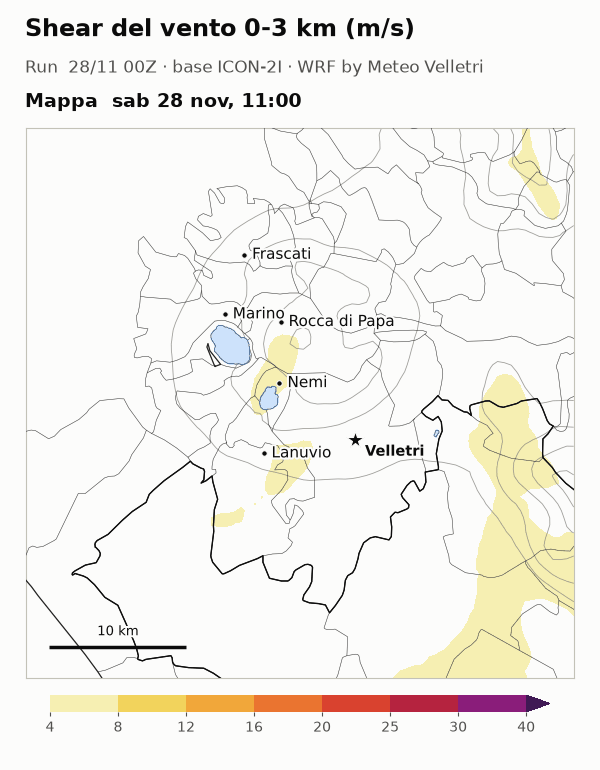 Shear del vento 0-3 km (m/s)
Run  28/11 00Z · base ICON-2I · WRF by Meteo Velletri
Mappa  sab 28 nov, 11:00
Frascati
Marino
Rocca di Papa
Nemi
Velletri
Lanuvio
10 km
4 8 12 16 20 25 30 40